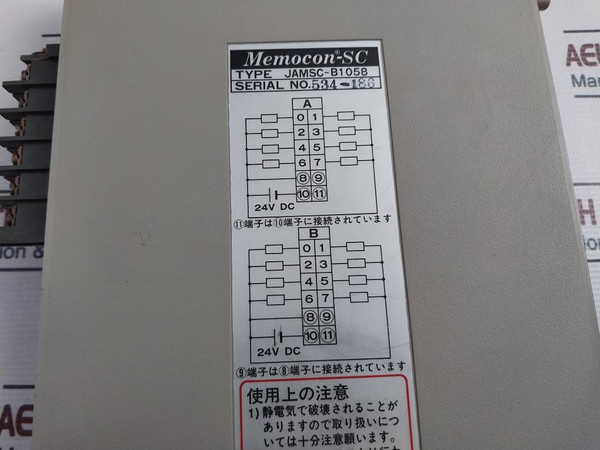 Memocon®-SC
TYPE JAMSC-B1058
SERIAL NO.534-186
A
0 1
2 3
4 5
6 7
⑧ ⑨
⑩ ⑪
24V DC
⑪端子は⑩端子に接続されています
B
0 1
2 3
4 5
6 7
⑧ ⑨
⑩ ⑪
24V DC
⑨端子は⑧端子に接続されています
使用上の注意
1) 静電気で破壊されることが
ありますので取り扱いにつ
いては十分注意願います。